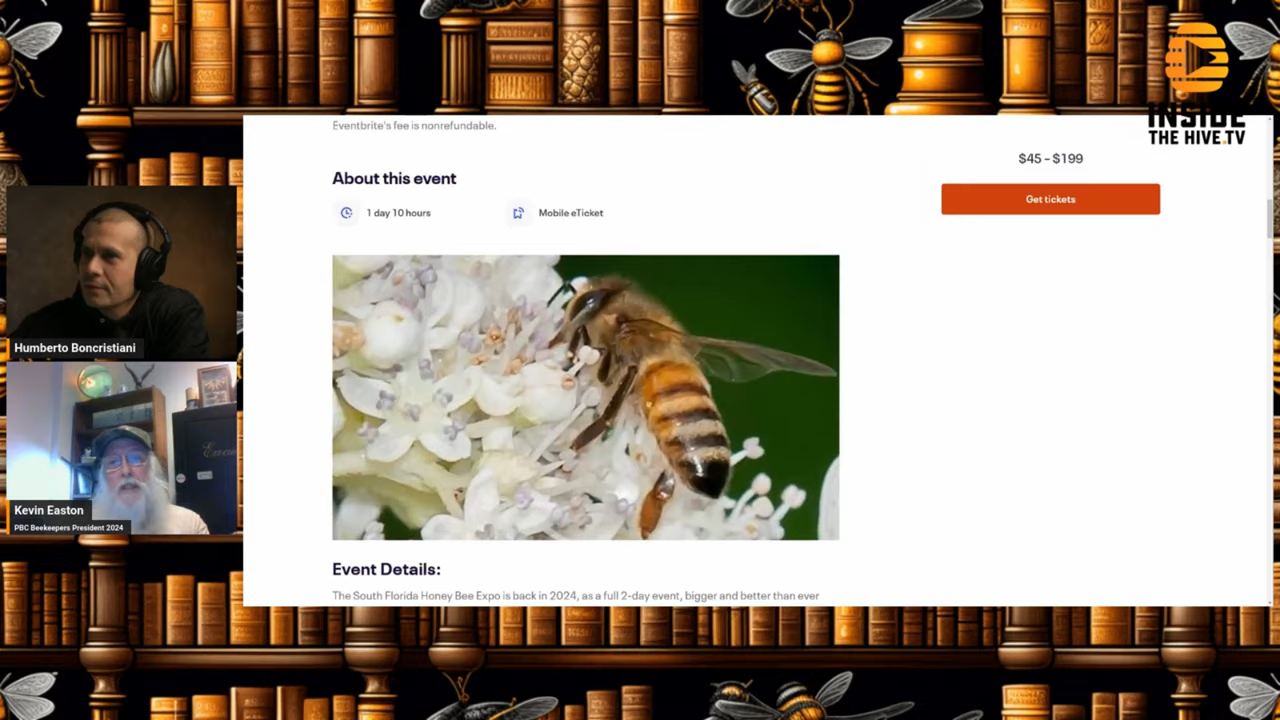 INSIDE
THE HIVE.TV
Eventbrite's fee is nonrefundable.
$45 – $199
Get tickets
About this event
1 day 10 hours
Mobile eTicket
Humberto Boncristiani
Kevin Easton
PBC Beekeepers President 2024
Event Details:
The South Florida Honey Bee Expo is back in 2024, as a full 2-day event, bigger and better than ever